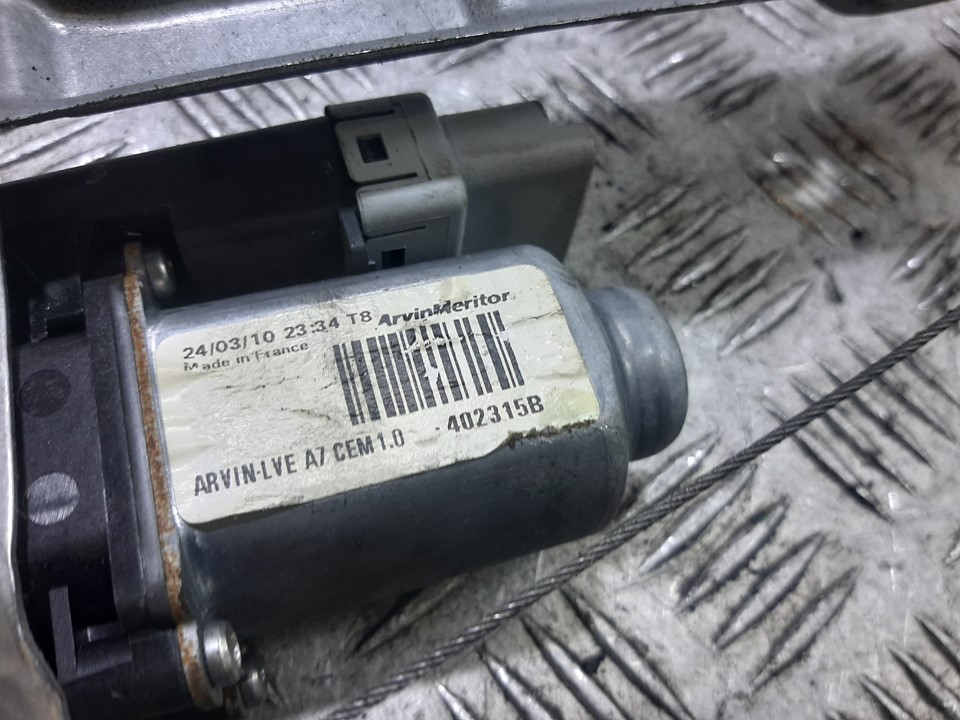 24/03/10 23:34 T8 ArvinMeritor
Made in France
ARVIN-LVE A7 CEM 1.0 - 402315B